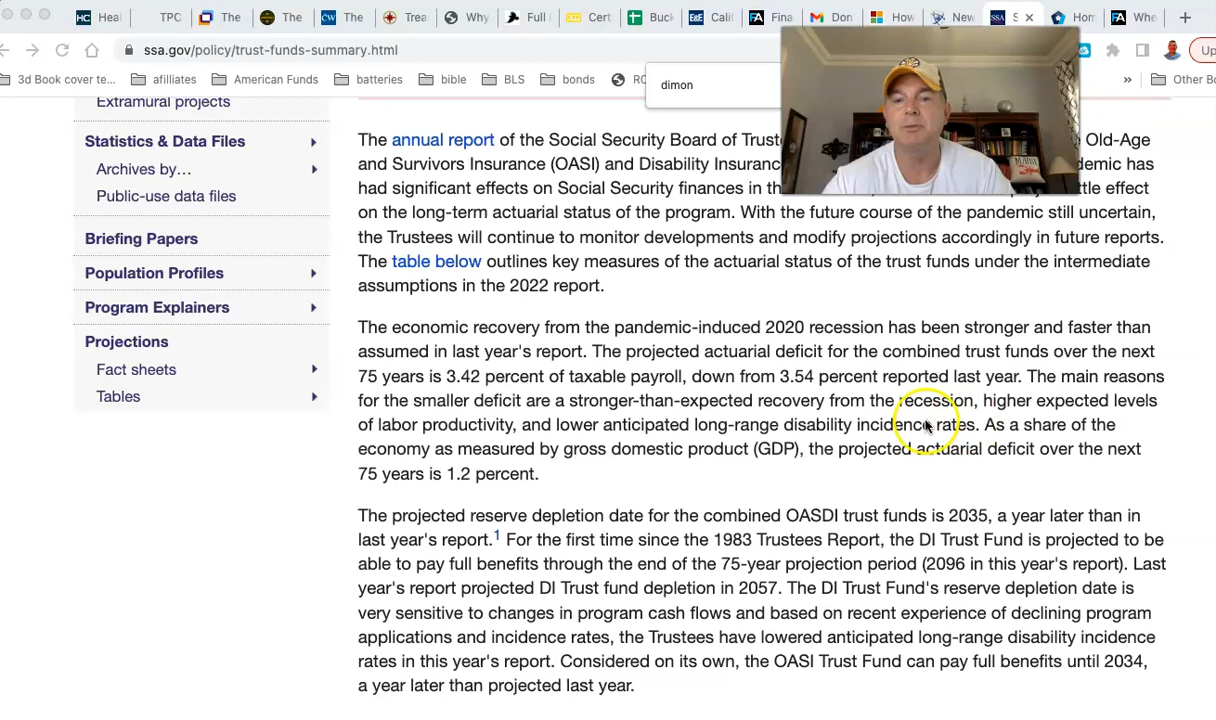 Heal
TPC
The
The
The
Trea
Why
Full
Cert
Buck
Calif
Fina
Don
How
New
S
Hom
Whe
ssa.gov/policy/trust-funds-summary.html
Up
3d Book cover te...
afilliates
American Funds
batteries
bible
BLS
bonds
»
Other Bo
dimon
Extramural projects
Statistics & Data Files
Archives by…
Public-use data files
Briefing Papers
Population Profiles
Program Explainers
Projections
Fact sheets
Tables
The annual report of the Social Security Board of Old-Age
and Survivors Insurance (OASI) and Disability has
had significant effects on Social Security finances in effect
on the long-term actuarial status of the program. With the future course of the pandemic still uncertain,
the Trustees will continue to monitor developments and modify projections accordingly in future reports.
The table below outlines key measures of the actuarial status of the trust funds under the intermediate
assumptions in the 2022 report.
The economic recovery from the pandemic-induced 2020 recession has been stronger and faster than
assumed in last year's report. The projected actuarial deficit for the combined trust funds over the next
75 years is 3.42 percent of taxable payroll, down from 3.54 percent reported last year. The main reasons
for the smaller deficit are a stronger-than-expected recovery from the recession, higher expected levels
of labor productivity, and lower anticipated long-range disability incidence rates. As a share of the
economy as measured by gross domestic product (GDP), the projected actuarial deficit over the next
75 years is 1.2 percent.
The projected reserve depletion date for the combined OASDI trust funds is 2035, a year later than in
last year's report.1 For the first time since the 1983 Trustees Report, the DI Trust Fund is projected to be
able to pay full benefits through the end of the 75-year projection period (2096 in this year's report). Last
year's report projected DI Trust fund depletion in 2057. The DI Trust Fund's reserve depletion date is
very sensitive to changes in program cash flows and based on recent experience of declining program
applications and incidence rates, the Trustees have lowered anticipated long-range disability incidence
rates in this year's report. Considered on its own, the OASI Trust Fund can pay full benefits until 2034,
a year later than projected last year.